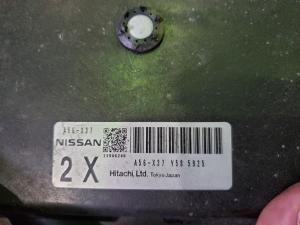 A56-X37
NISSAN
2 X
A56-X37 Y58 5925
Hitachi, Ltd. Tokyo Japan